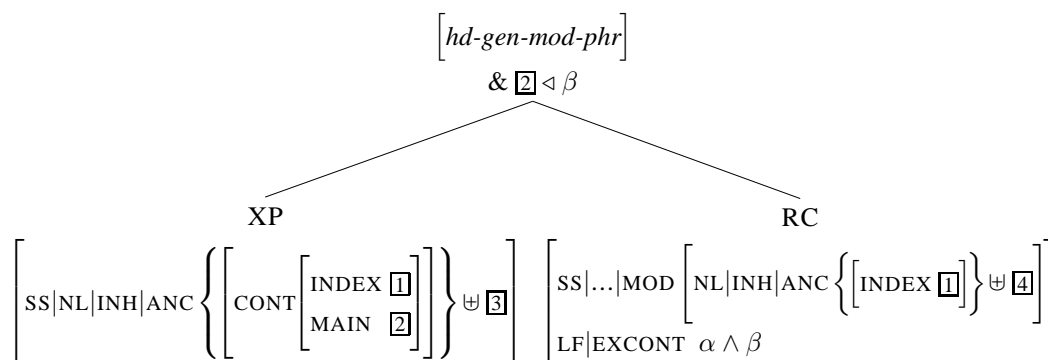 [hd-gen-mod-phr]
& 2 ◃ β
XP RC
[SS|NL|INH|ANC {[CONT [INDEX 1 MAIN 2]]} ⊎ 3] [SS|...|MOD [NL|INH|ANC {[INDEX 1]} ⊎ 4]
LF|EXCONT α ∧ β]